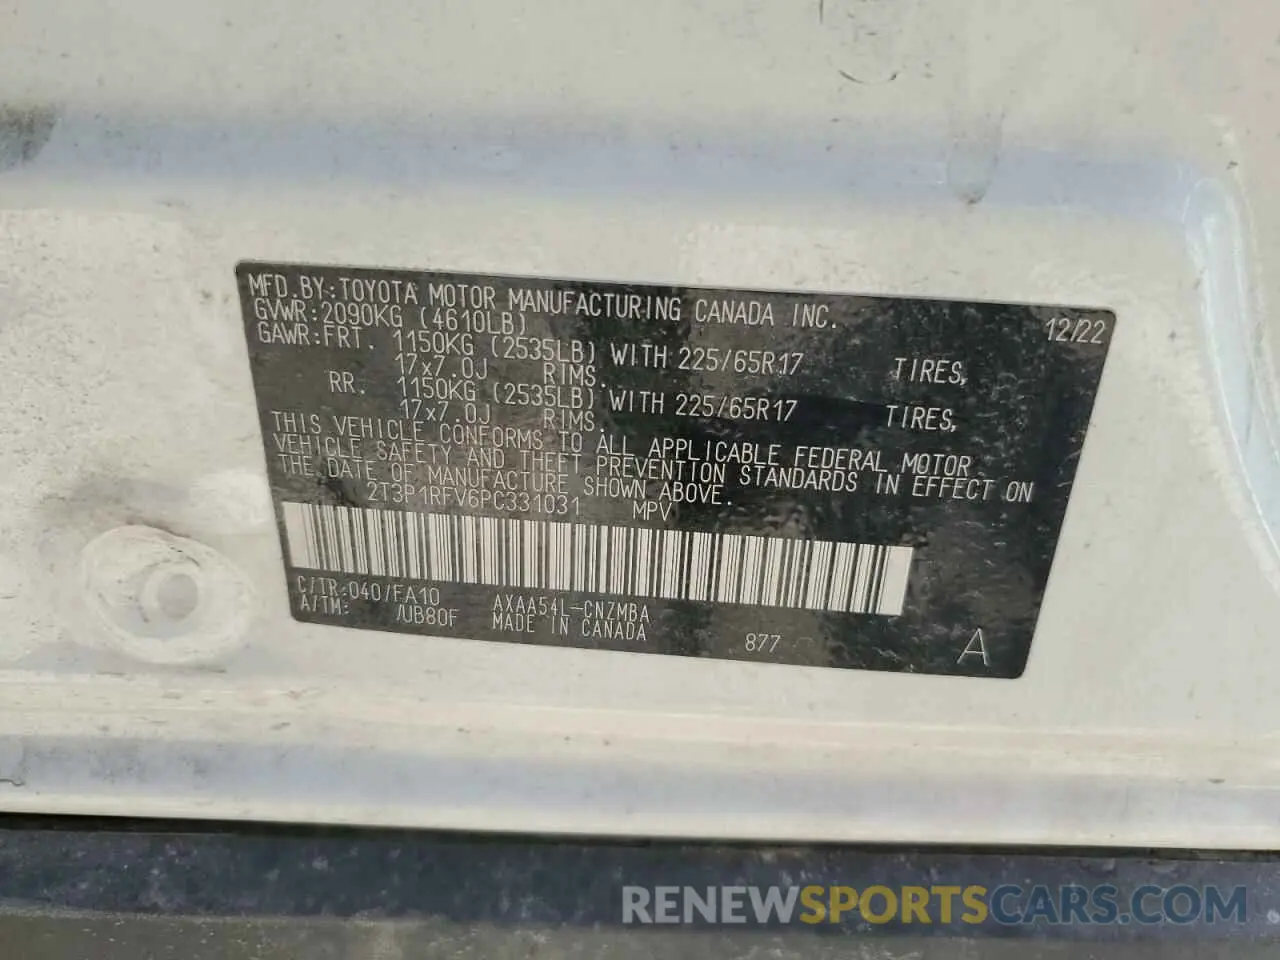 MFD.BY:TOYOTA MOTOR MANUFACTURING CANADA INC. 12/22
GVWR:2090KG (4610LB)
GAWR:FRT. 1150KG (2535LB) WITH 225/65R17 TIRES,
17x7.0J RIMS.
RR. 1150KG (2535LB) WITH 225/65R17 TIRES,
17x7.0J RIMS.
THIS VEHICLE CONFORMS TO ALL APPLICABLE FEDERAL MOTOR
VEHICLE SAFETY AND THEFT PREVENTION STANDARDS IN EFFECT ON
THE DATE OF MANUFACTURE SHOWN ABOVE.
2T3P1RFV6PC331031 MPV
C/TR:040/FA10 AXAA54L-CNZMBA
A/TM: /UB80F MADE IN CANADA 877 A
RENEWSPORTSCARS.COM